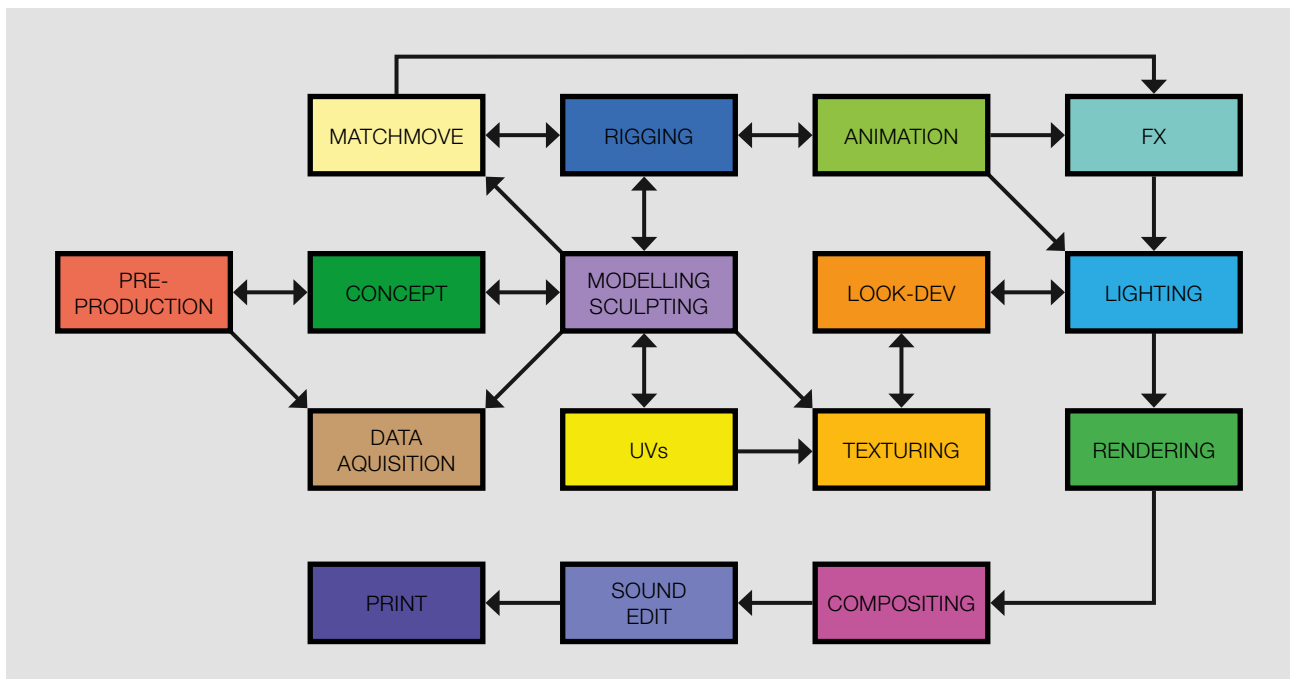 MATCHMOVE
RIGGING
ANIMATION
FX
PRE-
PRODUCTION
CONCEPT
MODELLING
SCULPTING
LOOK-DEV
LIGHTING
DATA
AQUISITION
UVs
TEXTURING
RENDERING
PRINT
SOUND
EDIT
COMPOSITING